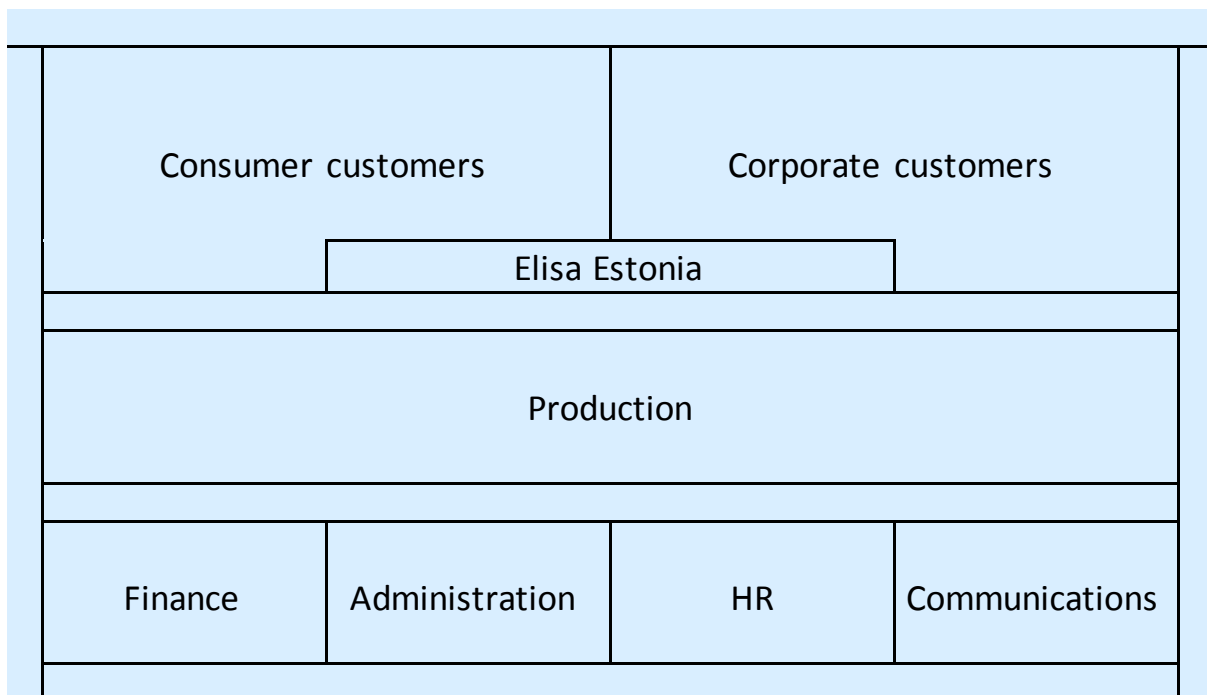 Consumer customers
Corporate customers
Elisa Estonia
Production
Finance
Administration
HR
Communications